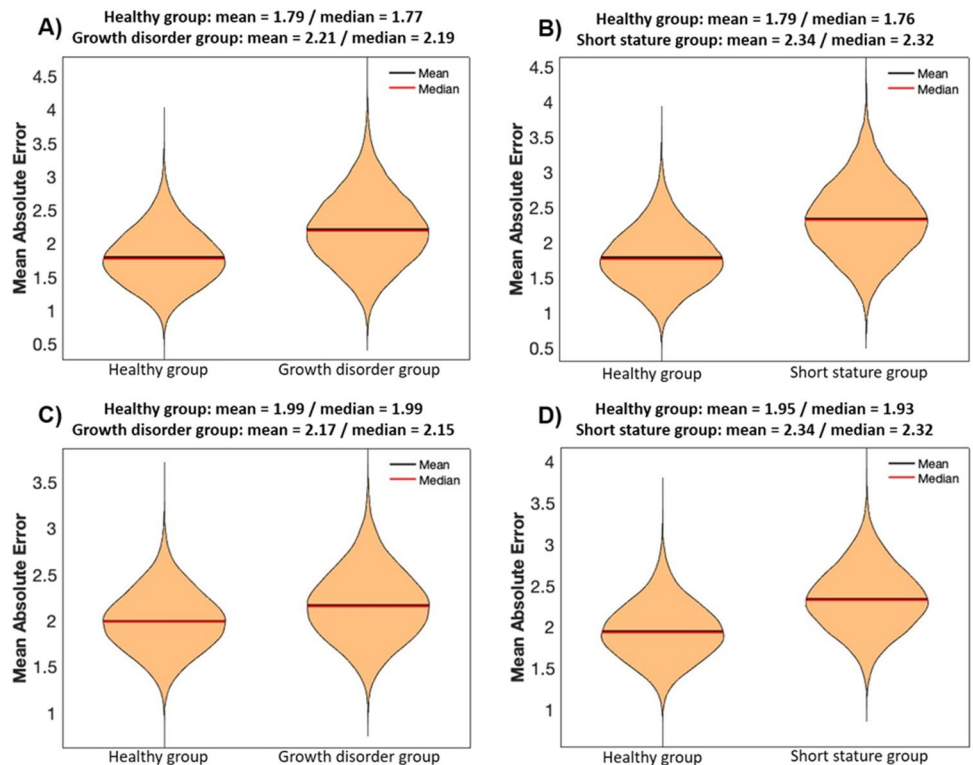 A)
Healthy group: mean = 1.79 / median = 1.77
Growth disorder group: mean = 2.21 / median = 2.19
Mean Absolute Error
4.5
4
3.5
3
2.5
2
1.5
1
0.5
Mean
Median
Healthy group
Growth disorder group
B)
Healthy group: mean = 1.79 / median = 1.76
Short stature group: mean = 2.34 / median = 2.32
Mean Absolute Error
4.5
4
3.5
3
2.5
2
1.5
1
0.5
Mean
Median
Healthy group
Short stature group
C)
Healthy group: mean = 1.99 / median = 1.99
Growth disorder group: mean = 2.17 / median = 2.15
Mean Absolute Error
3.5
3
2.5
2
1.5
1
Mean
Median
Healthy group
Growth disorder group
D)
Healthy group: mean = 1.95 / median = 1.93
Short stature group: mean = 2.34 / median = 2.32
Mean Absolute Error
4
3.5
3
2.5
2
1.5
1
Mean
Median
Healthy group
Short stature group